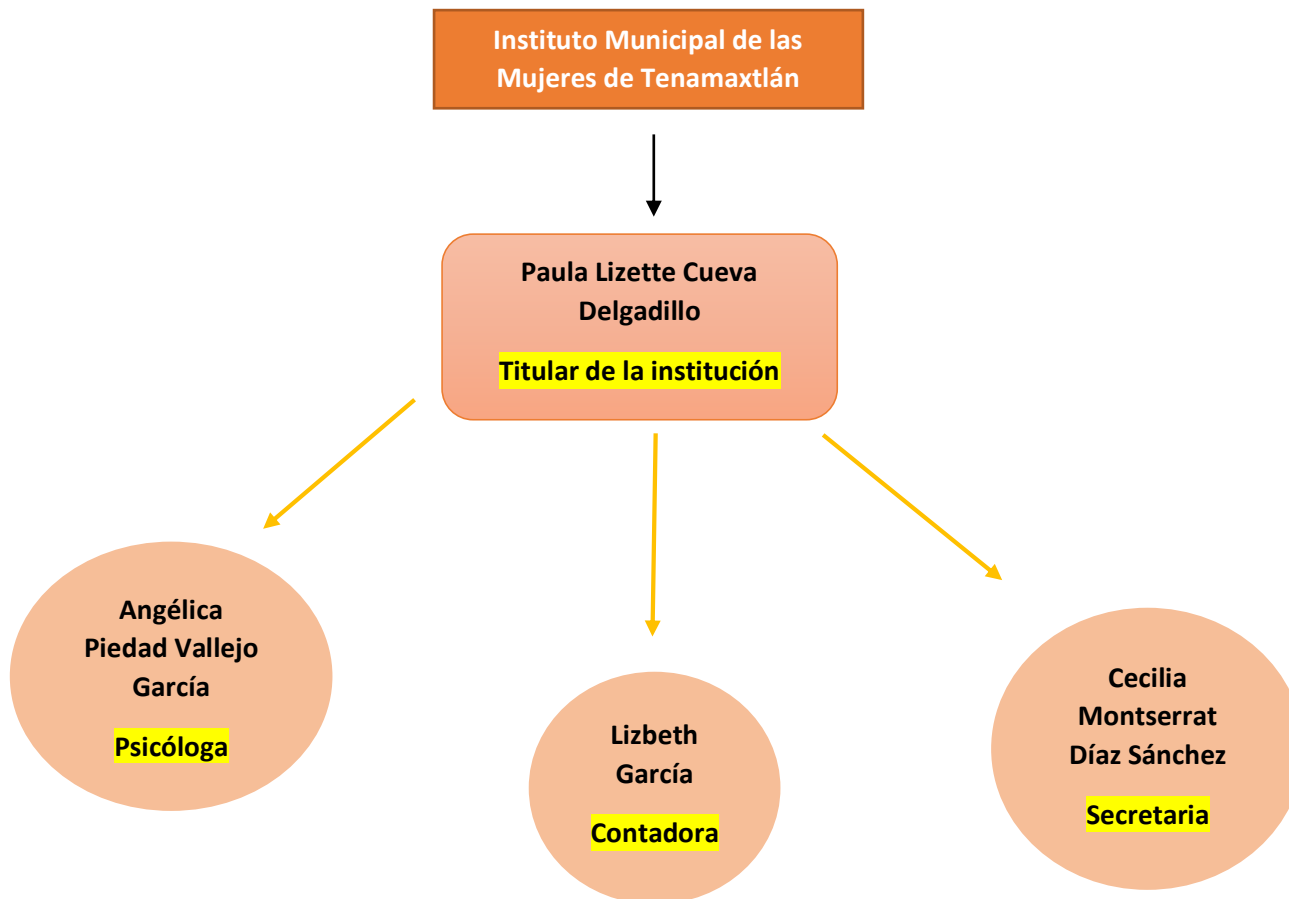 Instituto Municipal de las
Mujeres de Tenamaxtlán
Paula Lizette Cueva
Delgadillo
Titular de la institución
Angélica
Piedad Vallejo
García
Psicóloga
Lizbeth
García
Contadora
Cecilia
Montserrat
Díaz Sánchez
Secretaria